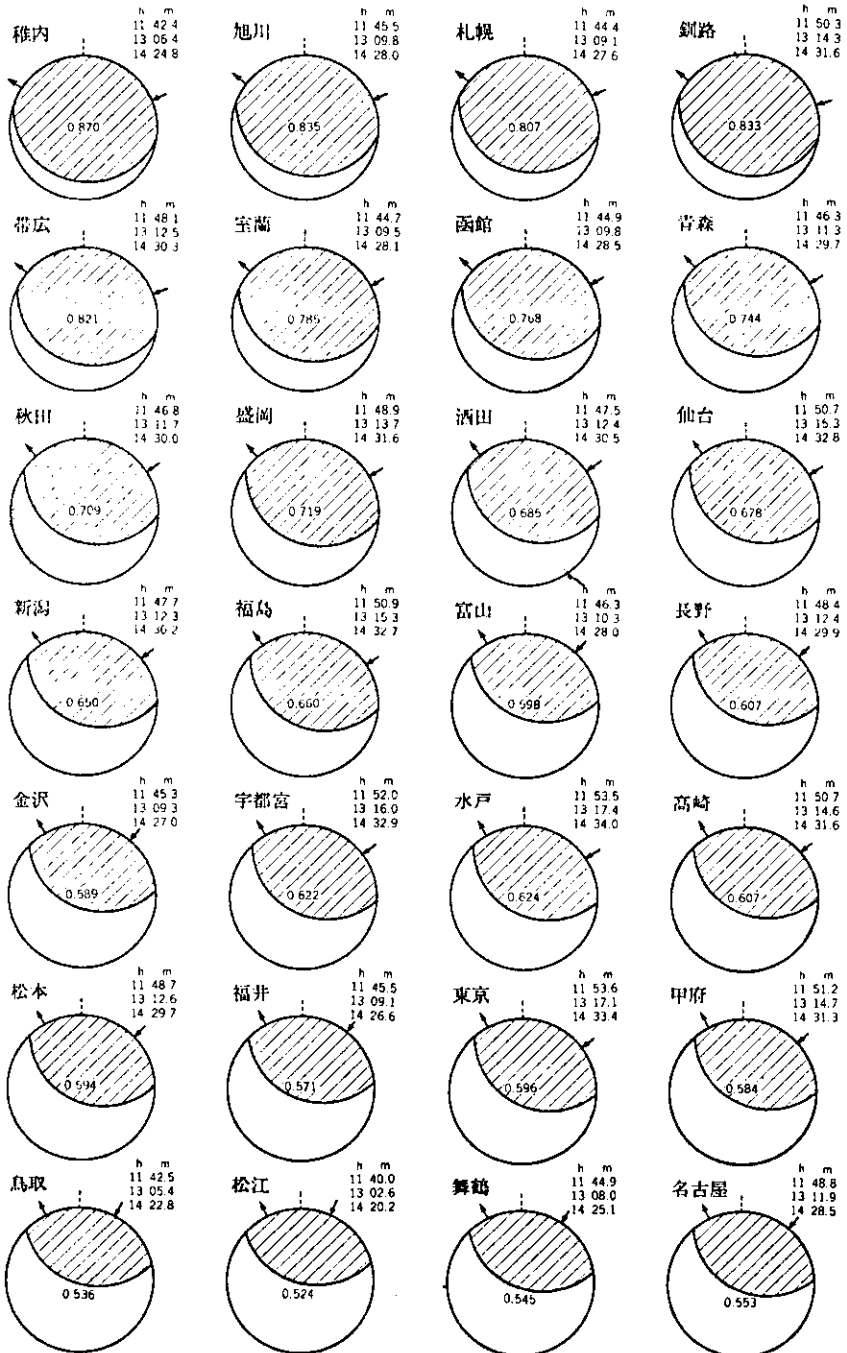 稚内
h m
11 42.4
13 06.4
14 24.8
0.870
旭川
h m
11 45.5
13 09.8
14 28.0
0.835
札幌
h m
11 44.4
13 09.1
14 27.6
0.807
釧路
h m
11 50.3
13 14.3
14 31.6
0.833
帯広
h m
11 48.1
13 12.5
14 30.3
0.821
室蘭
h m
11 44.7
13 09.5
14 28.1
0.785
函館
h m
11 44.9
13 09.8
14 28.5
0.768
青森
h m
11 46.3
13 11.3
14 29.7
0.744
秋田
h m
11 46.8
13 11.7
14 30.0
0.709
盛岡
h m
11 48.9
13 13.7
14 31.6
0.719
酒田
h m
11 47.5
13 12.4
14 30.5
0.685
仙台
h m
11 50.7
13 15.3
14 32.8
0.678
新潟
h m
11 47.7
13 12.3
14 30.2
0.650
福島
h m
11 50.9
13 15.3
14 32.7
0.660
富山
h m
11 46.3
13 10.3
14 28.0
0.598
長野
h m
11 48.4
13 12.4
14 29.9
0.607
金沢
h m
11 45.3
13 09.3
14 27.0
0.589
宇都宮
h m
11 52.0
13 16.0
14 32.9
0.622
水戸
h m
11 53.5
13 17.4
14 34.0
0.624
高崎
h m
11 50.7
13 14.6
14 31.6
0.607
松本
h m
11 48.7
13 12.6
14 29.7
0.594
福井
h m
11 45.5
13 09.1
14 26.6
0.571
東京
h m
11 53.6
13 17.1
14 33.4
0.596
甲府
h m
11 51.2
13 14.7
14 31.3
0.584
鳥取
h m
11 42.5
13 05.4
14 22.8
0.536
松江
h m
11 40.0
13 02.6
14 20.2
0.524
舞鶴
h m
11 44.9
13 08.0
14 25.1
0.545
名古屋
h m
11 48.8
13 11.9
14 28.5
0.553